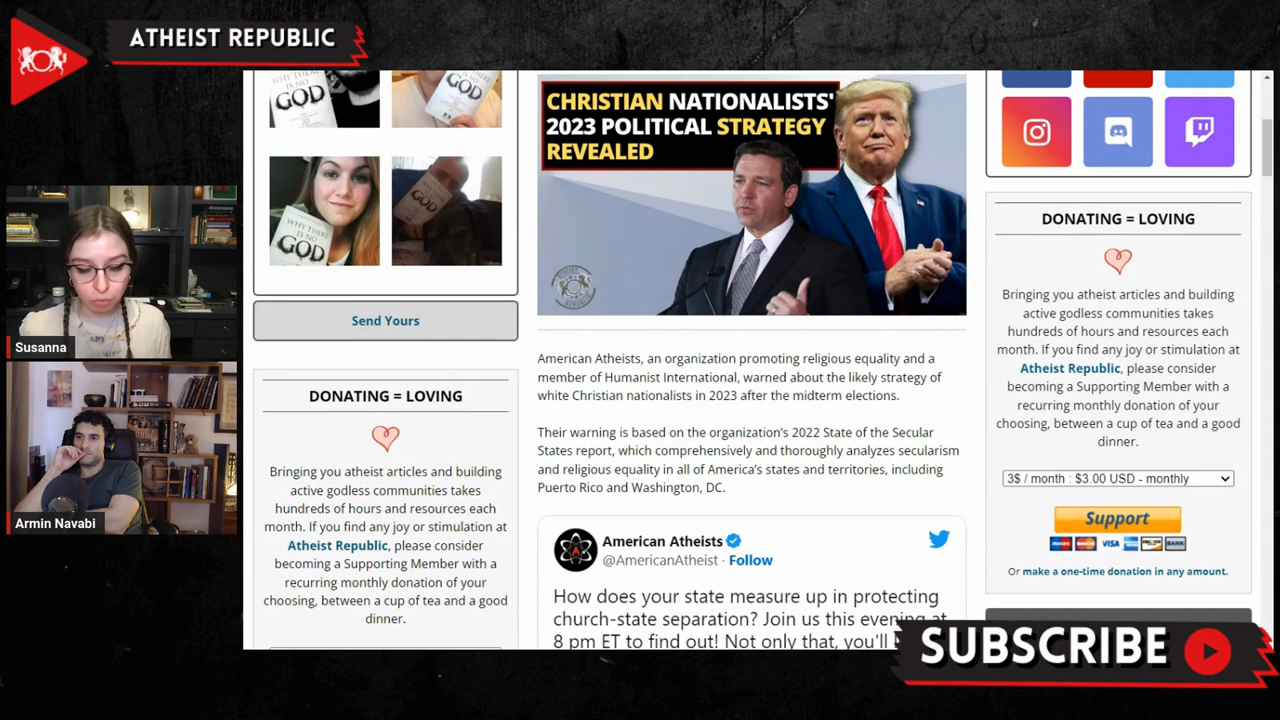 ATHEIST REPUBLIC
Susanna
Armin Navabi
WHY THERE
IS NO
GOD
GOD
WHY THERE
IS NO
GOD
GOD
Send Yours
DONATING = LOVING
Bringing you atheist articles and building
active godless communities takes
hundreds of hours and resources each
month. If you find any joy or stimulation at
Atheist Republic, please consider
becoming a Supporting Member with a
recurring monthly donation of your
choosing, between a cup of tea and a good
dinner.
CHRISTIAN NATIONALISTS'
2023 POLITICAL STRATEGY
REVEALED
American Atheists, an organization promoting religious equality and a
member of Humanist International, warned about the likely strategy of
white Christian nationalists in 2023 after the midterm elections.
Their warning is based on the organization's 2022 State of the Secular
States report, which comprehensively and thoroughly analyzes secularism
and religious equality in all of America's states and territories, including
Puerto Rico and Washington, DC.
American Atheists
@AmericanAtheist · Follow
How does your state measure up in protecting
church-state separation? Join us this evening at
8 pm ET to find out! Not only that, you'll
DONATING = LOVING
Bringing you atheist articles and building
active godless communities takes
hundreds of hours and resources each
month. If you find any joy or stimulation at
Atheist Republic, please consider
becoming a Supporting Member with a
recurring monthly donation of your
choosing, between a cup of tea and a good
dinner.
3$ / month : $3.00 USD - monthly
Support
VISA
BANK
Or make a one-time donation in any amount.
SUBSCRIBE